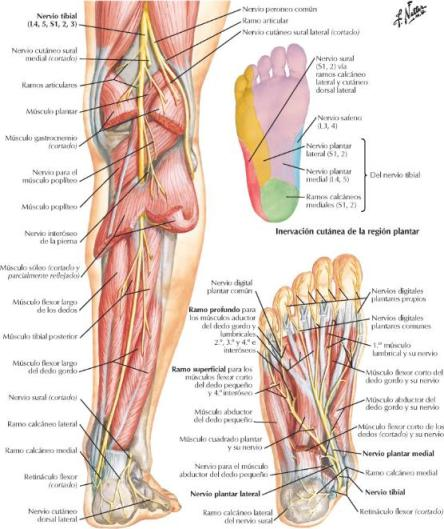 Nervio tibial
(L4, 5, S1, 2, 3)
Nervio cutáneo sural
medial (cortado)
Ramos articulares
Músculo plantar
Músculo gastrocnemio
(cortado)
Nervio para el
músculo poplíteo
Músculo poplíteo
Nervio interóseo
de la pierna
Músculo sóleo (cortado y
parcialmente reflejado)
Músculo flexor largo
de los dedos
Músculo tibial posterior
Músculo flexor largo
del dedo gordo
Nervio sural (cortado)
Ramo calcáneo lateral
Ramo calcáneo medial
Retináculo flexor
(cortado)
Nervio cutáneo
dorsal lateral
Nervio peroneo común
Ramo articular
Nervio cutáneo sural lateral (cortado)
F. Netter
Nervio sural
(S1, 2) vía
ramos calcáneo
lateral y cutáneo
dorsal lateral
Nervio safeno
(L3, 4)
Nervio plantar
lateral (S1, 2)
Nervio plantar
medial (L4, 5)
Ramos calcáneos
mediales (S1, 2)
Del nervio tibial
Inervación cutánea de la región plantar
Nervio digital
plantar común
Ramo profundo para
los músculos aductor
del dedo gordo y
lumbricales
2.º, 3.º y 4.º e
interóseos
Ramo superficial para los
músculos flexor corto
del dedo pequeño
y 4.º interóseo
Músculo abductor
del dedo pequeño
Músculo cuadrado plantar
y su nervio
Nervio para el músculo
abductor del dedo pequeño
Nervio plantar lateral
Ramo calcáneo lateral
del nervio sural
Nervios digitales
plantares propios
Nervios digitales
plantares comunes
1.er músculo
lumbrical y su nervio
Músculo flexor corto del
dedo gordo y su nervio
Músculo abductor del
dedo gordo y su nervio
Músculo flexor corto de los
dedos (cortado) y su nervio
Nervio plantar medial
Ramo calcáneo medial
Nervio tibial
Retináculo flexor (cortado)